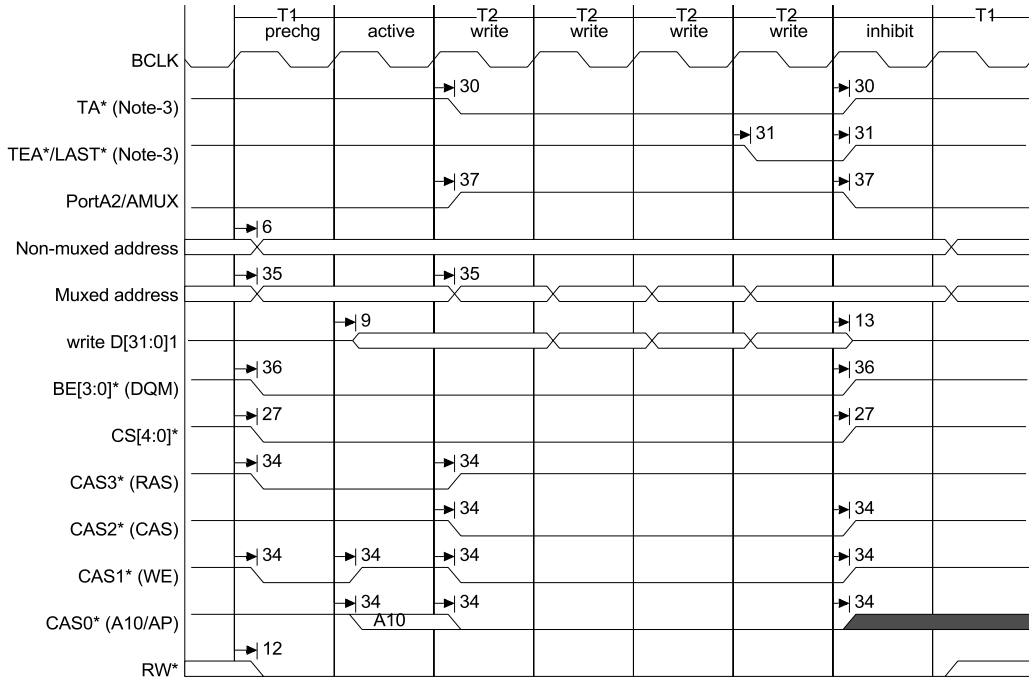 T1 T2 T2 T2 T2 T1
prechg active write write write write inhibit
BCLK
30 30
TA* (Note-3)
31 31
TEA*/LAST* (Note-3)
37 37
PortA2/AMUX
6
Non-muxed address
35 35
Muxed address
9 13
write D[31:0]1
36 36
BE[3:0]* (DQM)
27 27
CS[4:0]*
34 34
CAS3* (RAS)
34 34
CAS2* (CAS)
34 34 34 34
CAS1* (WE)
34 34 34
CAS0* (A10/AP) A10
12
RW*